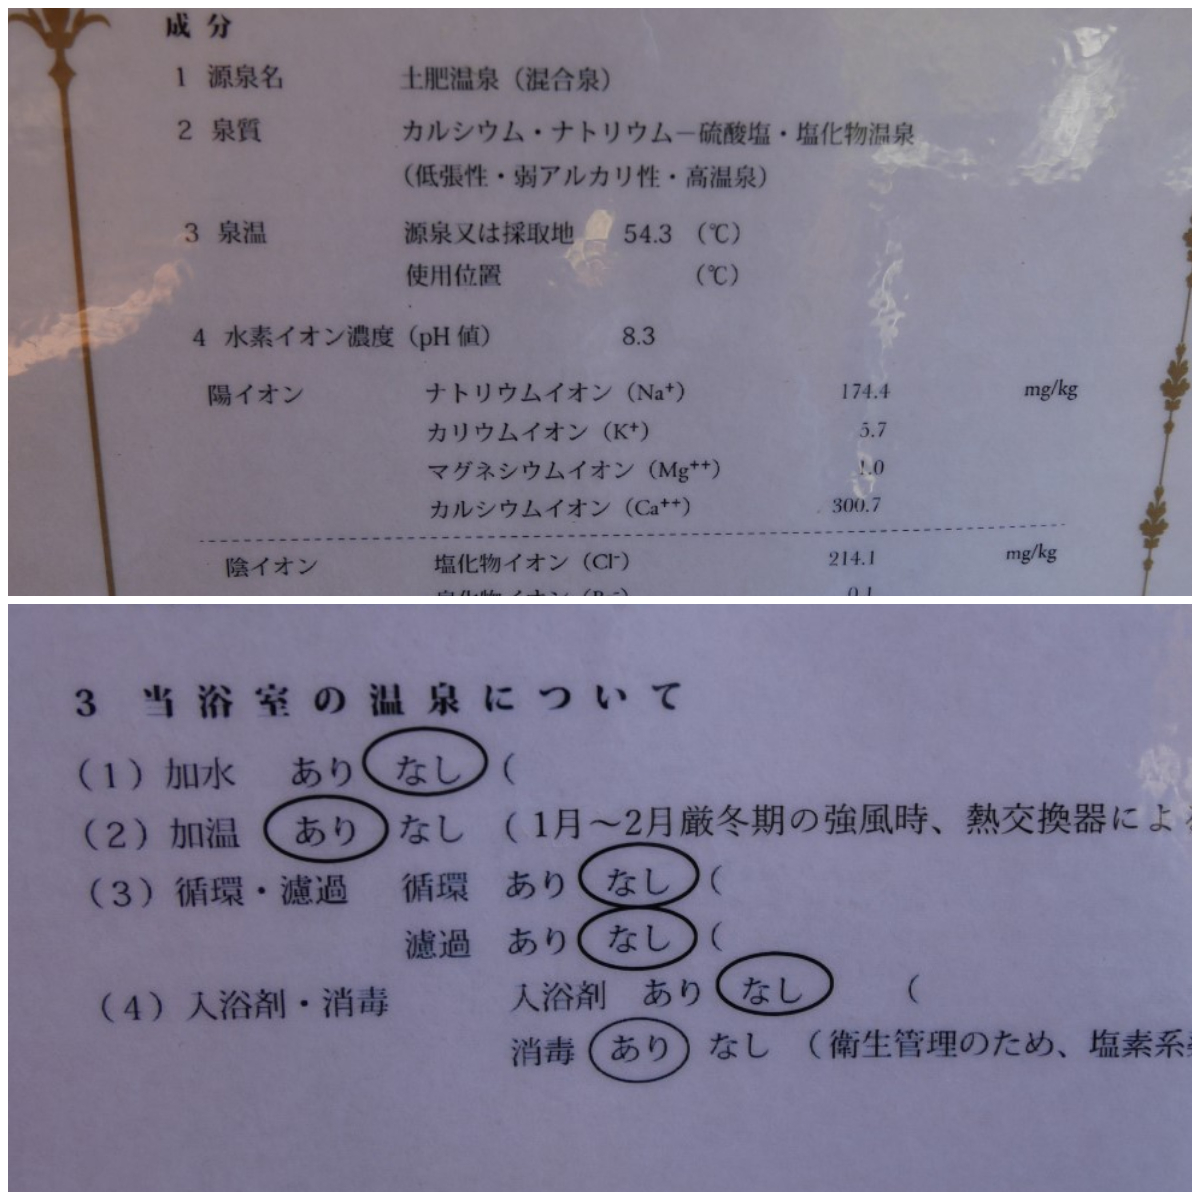 成分
1 源泉名 土肥温泉（混合泉）
2 泉質 カルシウム・ナトリウム－硫酸塩・塩化物温泉
（低張性・弱アルカリ性・高温泉）
3 泉温 源泉又は採取地 54.3 （℃）
使用位置 （℃）
4 水素イオン濃度（pH 値） 8.3
陽イオン ナトリウムイオン（Na⁺） 174.4 mg/kg
カリウムイオン（K⁺） 5.7
マグネシウムイオン（Mg⁺⁺） 1.0
カルシウムイオン（Ca⁺⁺） 300.7
陰イオン 塩化物イオン（Cl⁻） 214.1 mg/kg
3 当浴室の温泉について
（1）加水 あり なし （
（2）加温 あり なし （1月～2月厳冬期の強風時、熱交換器による
（3）循環・濾過 循環 あり なし （
濾過 あり なし （
（4）入浴剤・消毒 入浴剤 あり なし （
消毒 あり なし （衛生管理のため、塩素系